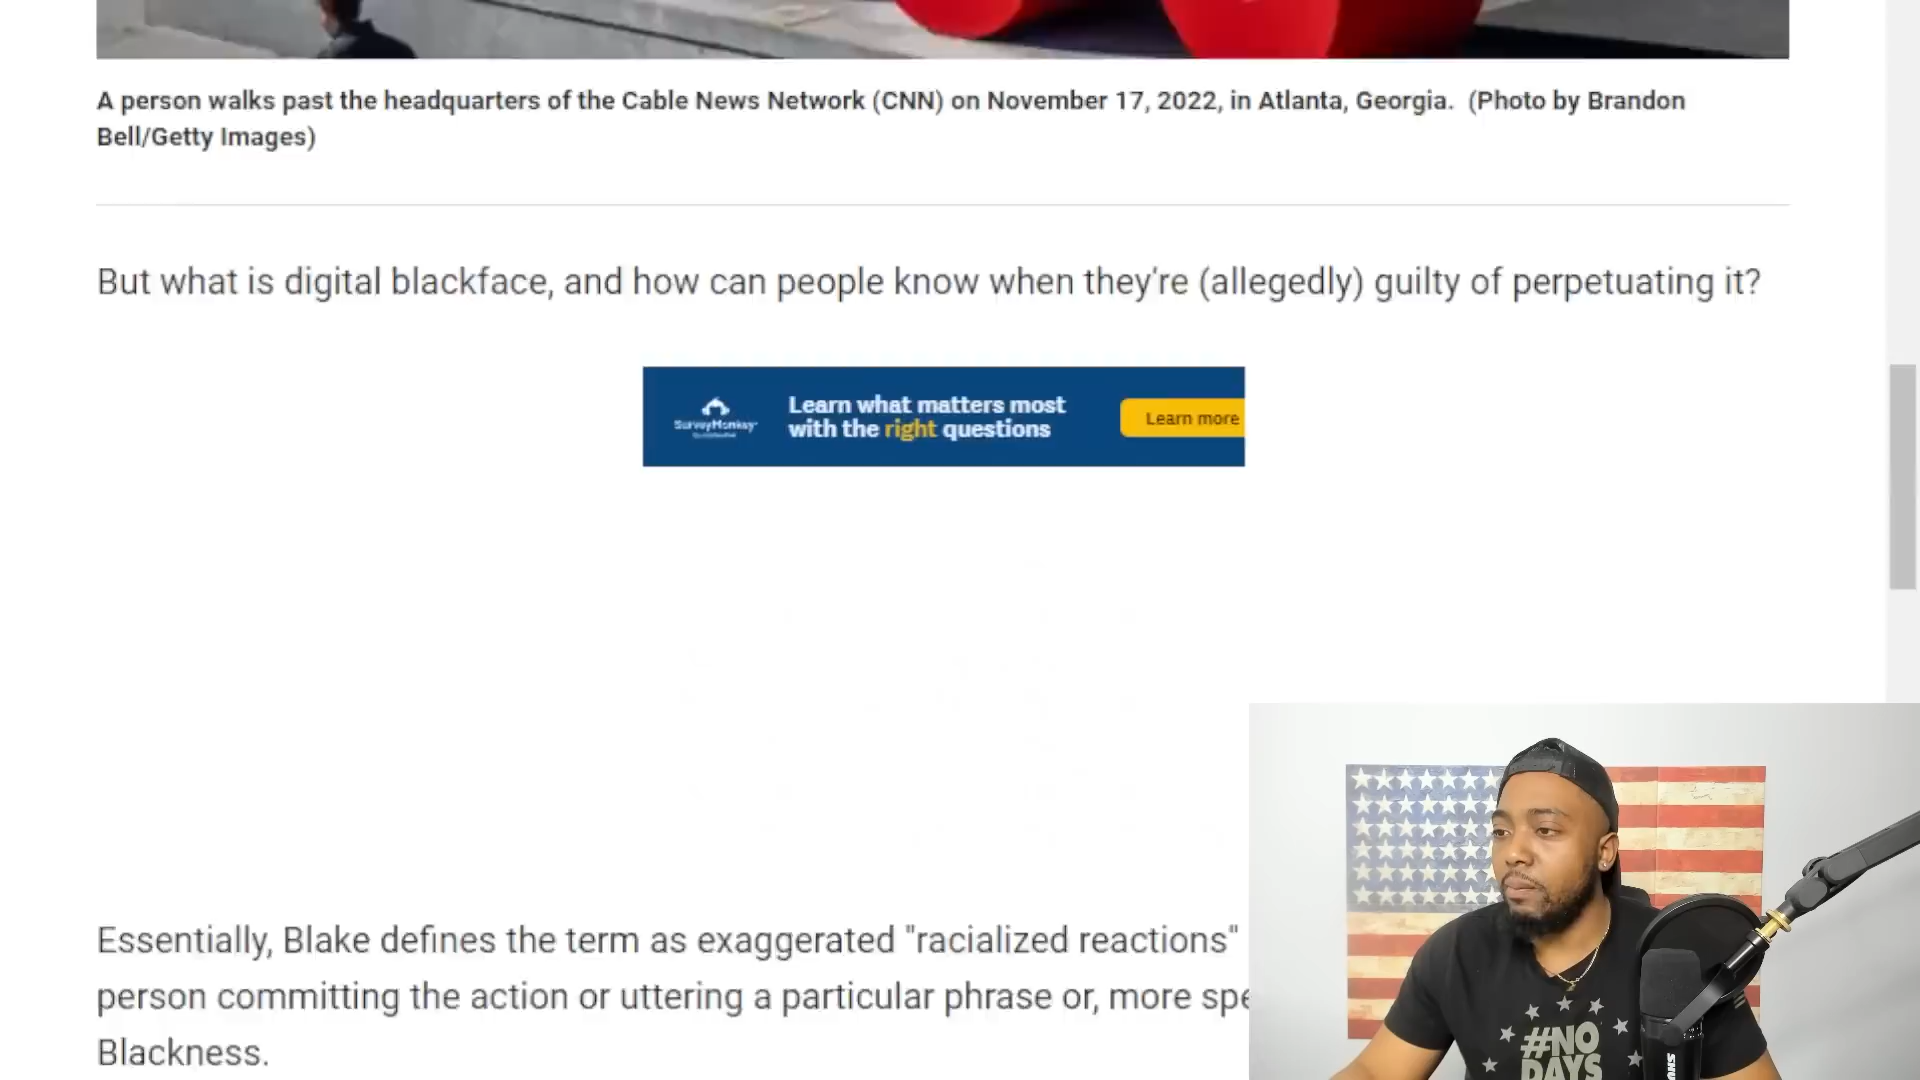 A person walks past the headquarters of the Cable News Network (CNN) on November 17, 2022, in Atlanta, Georgia.  (Photo by Brandon
Bell/Getty Images)
But what is digital blackface, and how can people know when they're (allegedly) guilty of perpetuating it?
SurveyMonkey
Learn what matters most
with the right questions
Learn more
Essentially, Blake defines the term as exaggerated "racialized reactions"
person committing the action or uttering a particular phrase or, more spe
Blackness.
#NO
DAYS
SHU